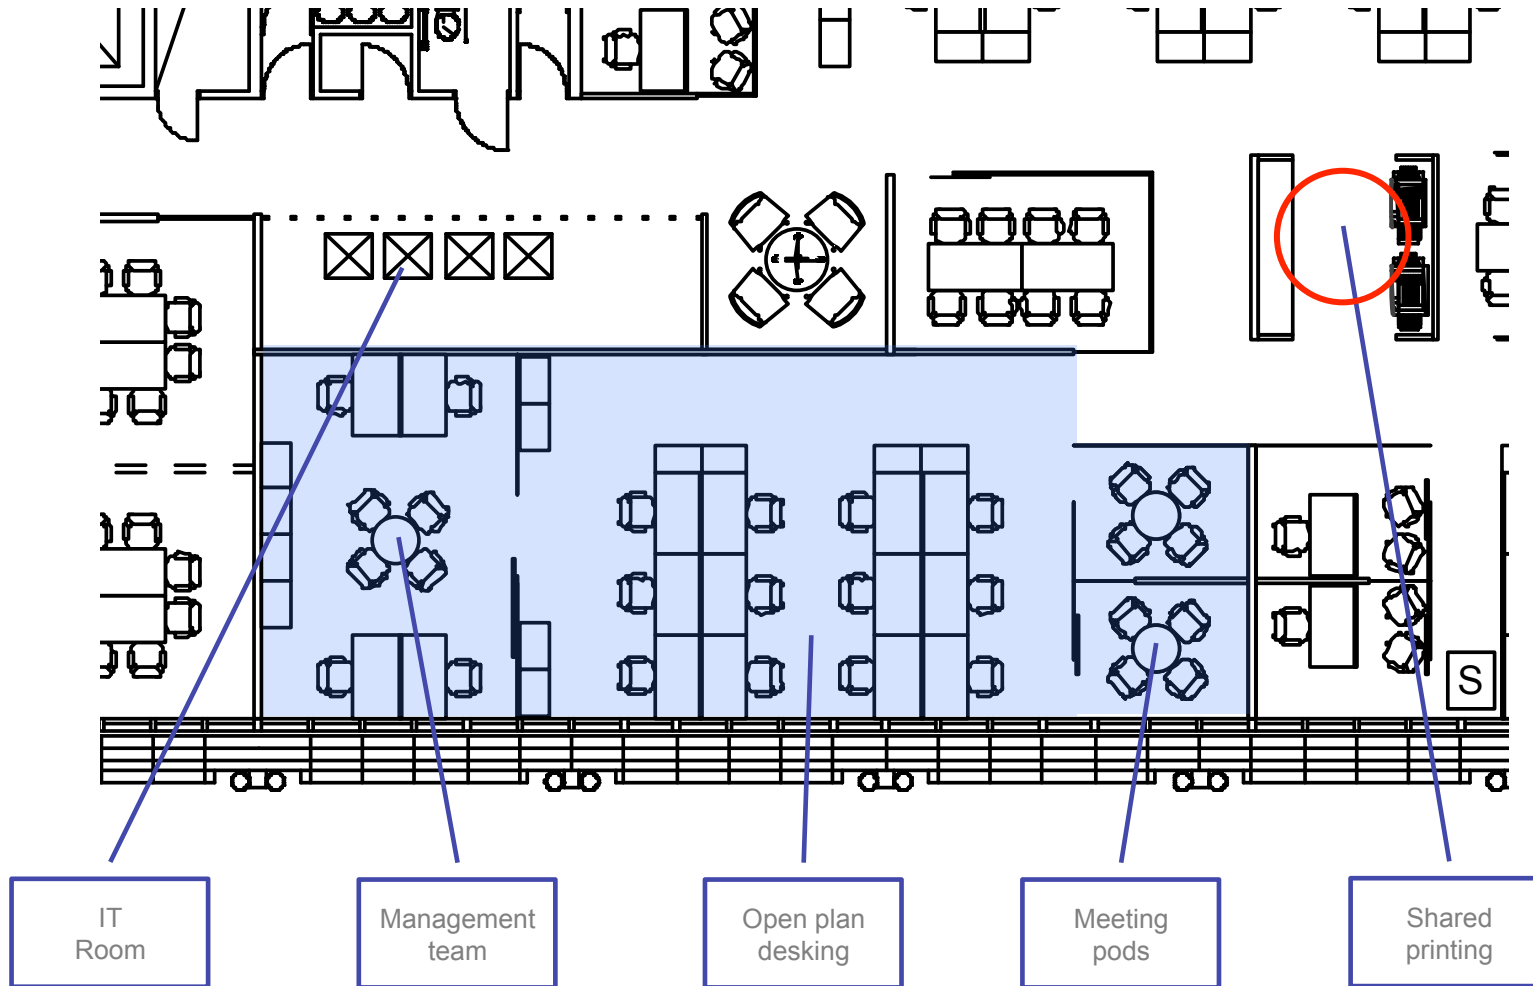 S
IT
Room
Management
team
Open plan
desking
Meeting
pods
Shared
printing